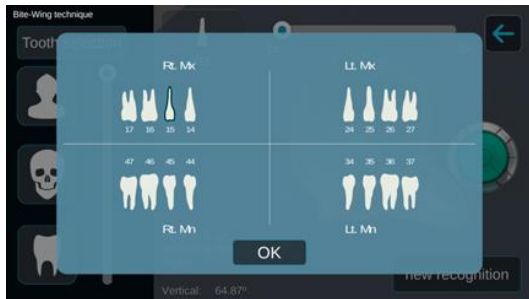 Bite-Wing technique
Rt. Mx
Lt. Mx
17 16 15 14
24 25 26 27
47 46 45 44
34 35 36 37
Rt. Mn
Lt. Mn
OK
new recognition
Vertical: 64.87°